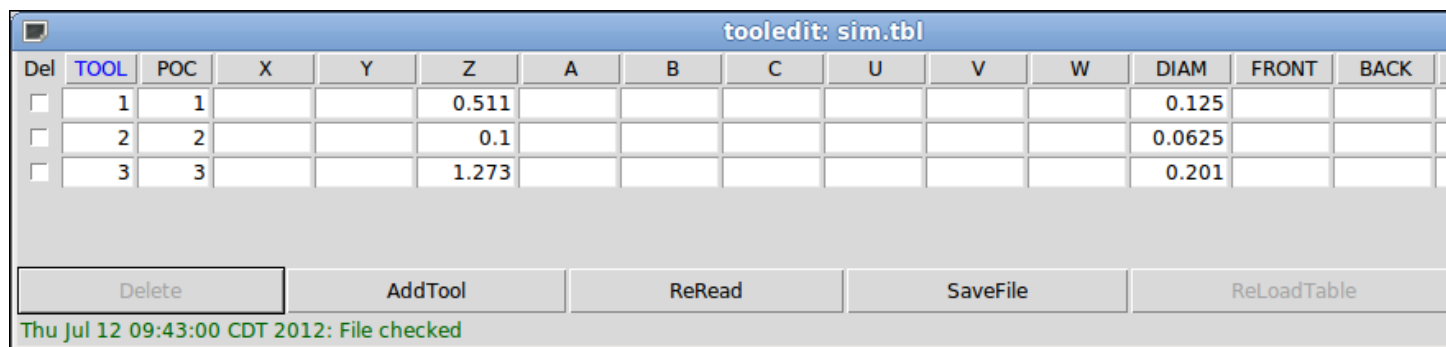 tooledit: sim.tbl
Del TOOL POC X Y Z A B C U V W DIAM FRONT BACK
1 1 0.511 0.125
2 2 0.1 0.0625
3 3 1.273 0.201
Delete AddTool ReRead SaveFile ReLoadTable
Thu Jul 12 09:43:00 CDT 2012: File checked